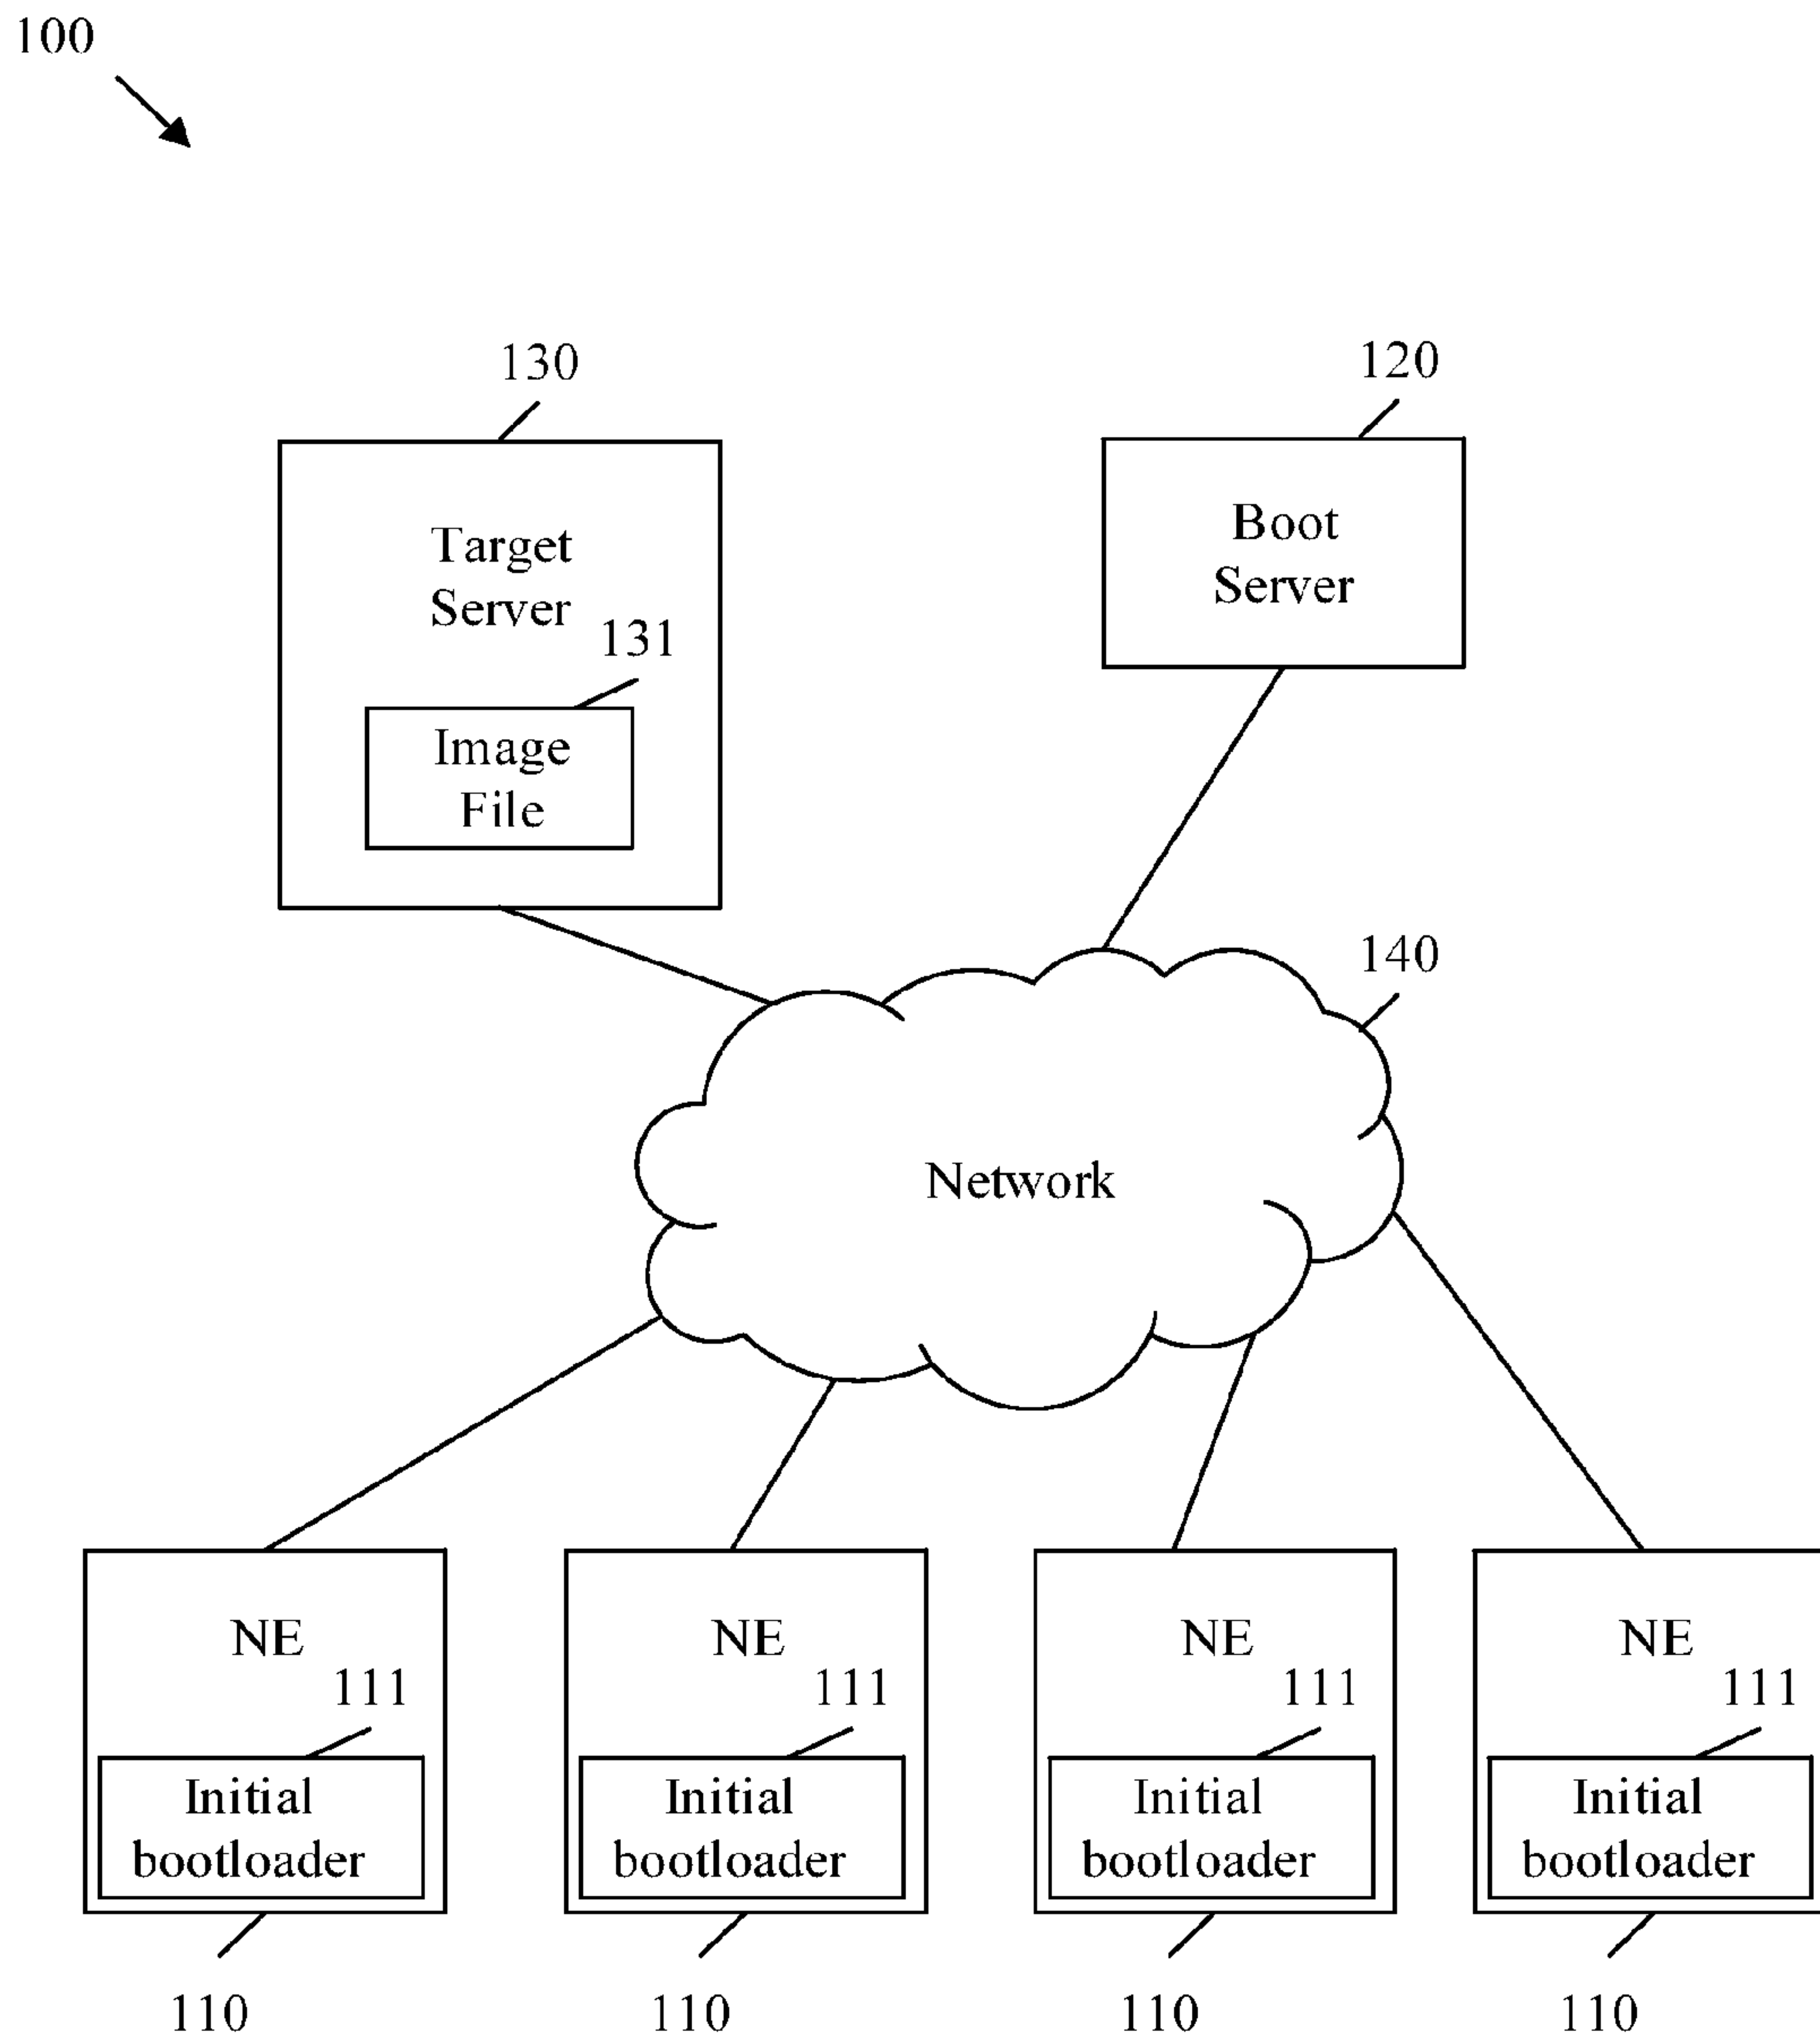 100
130
120
Target
Server
131
Image
File
Boot
Server
140
Network
NE
111
Initial
bootloader
110
NE
111
Initial
bootloader
110
NE
111
Initial
bootloader
110
NE
111
Initial
bootloader
110